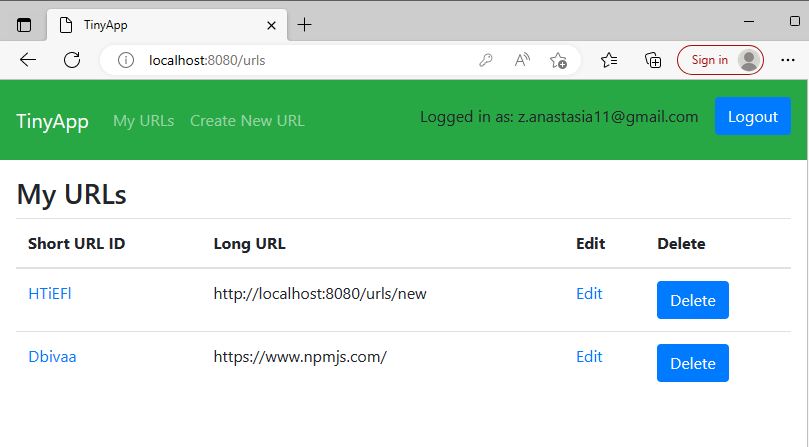 TinyApp
localhost:8080/urls
Sign in
TinyApp My URLs Create New URL Logged in as: z.anastasia11@gmail.com Logout
My URLs
Short URL ID Long URL Edit Delete
HTiEFl http://localhost:8080/urls/new Edit Delete
Dbivaa https://www.npmjs.com/ Edit Delete